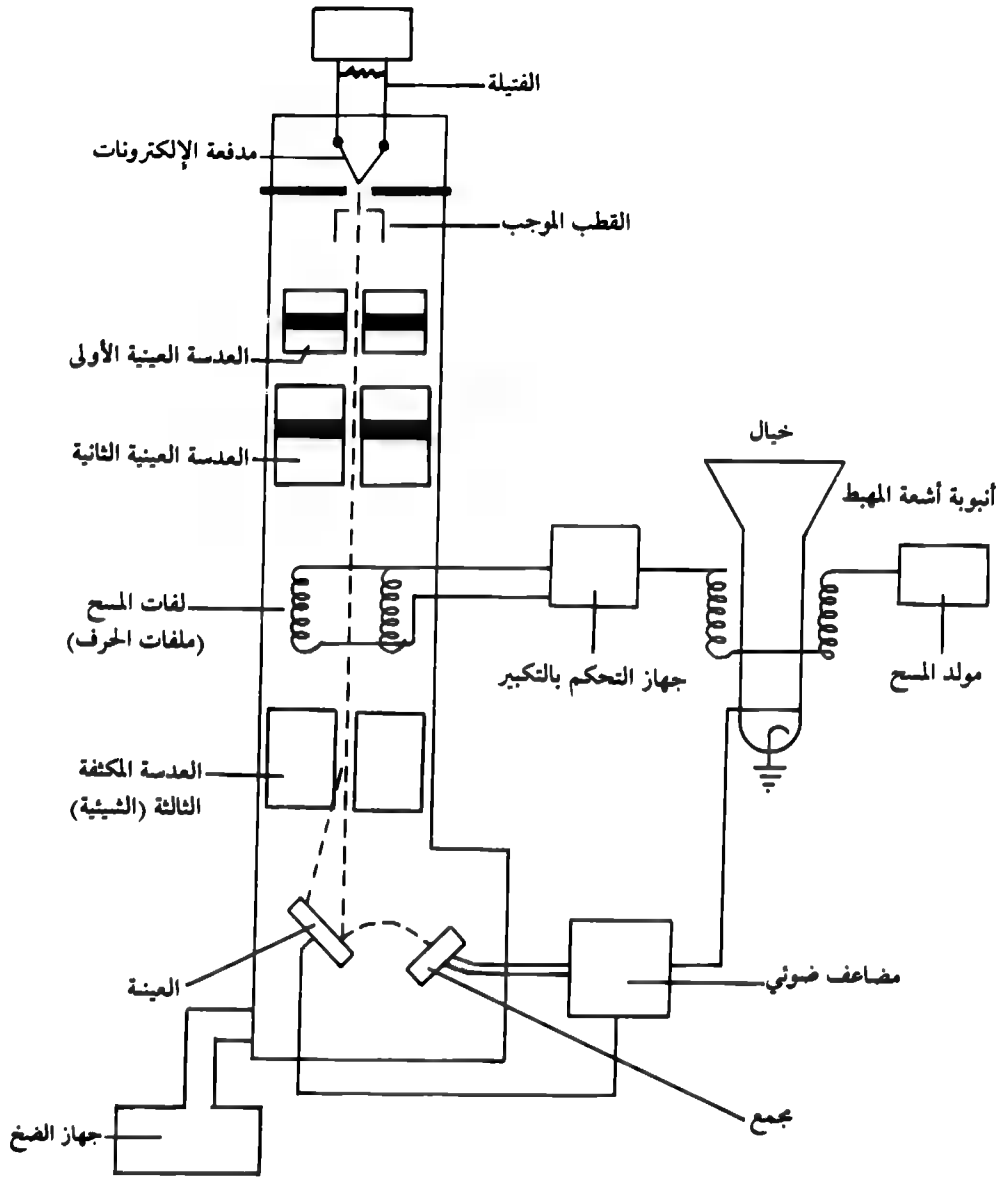 الفتيلة
مدفعة الإلكترونات
القطب الموجب
العدسة العينية الأولى
العدسة العينية الثانية
خيال
أنبوبة أشعة المهبط
لفات المسح
(ملفات الحرف)
جهاز التحكم بالتكبير
مولد المسح
العدسة المكثفة
الثالثة (الشيئية)
العينة
مضاعف ضوئي
مجمع
جهاز الضخ